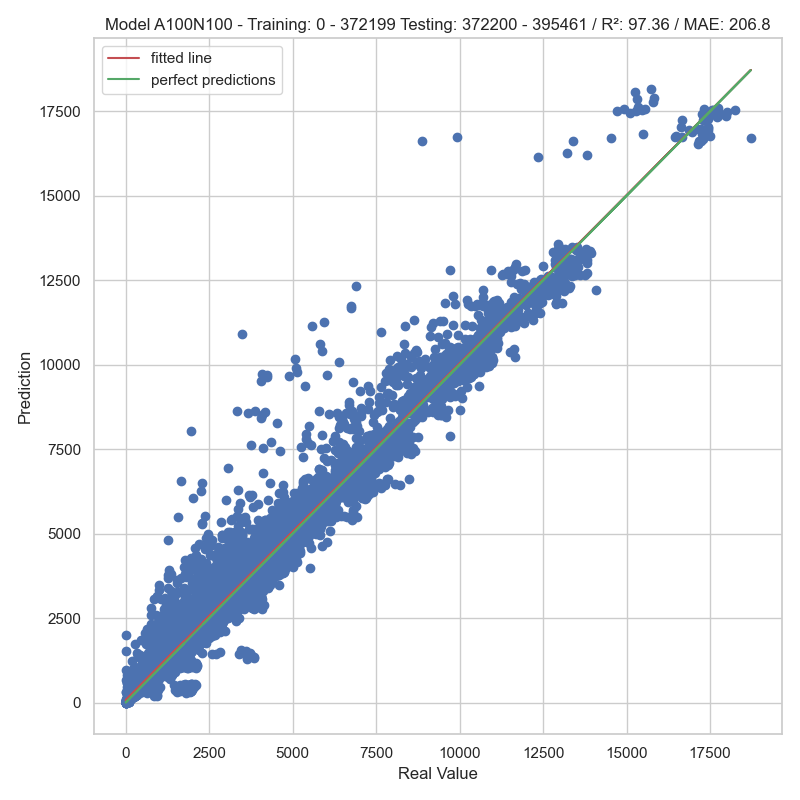 Model A100N100 - Training: 0 - 372199 Testing: 372200 - 395461 / R²: 97.36 / MAE: 206.8
fitted line
perfect predictions
17500
15000
12500
10000
7500
5000
2500
0
Prediction
0 2500 5000 7500 10000 12500 15000 17500
Real Value